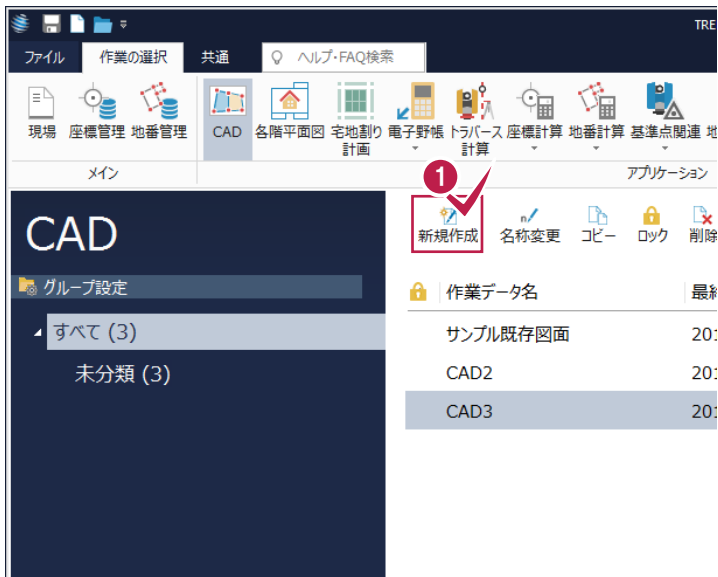 TRE
ファイル 作業の選択 共通 ヘルプ・FAQ検索
現場 座標管理 地番管理 CAD 各階平面図 宅地割り計画 電子野帳 トラバース計算 座標計算 地番計算 基準点関連 地
メイン アプリケーション
1
CAD
新規作成 名称変更 コピー ロック 削除
グループ設定
作業データ名 最終
すべて (3)
サンプル既存図面 201
未分類 (3)
CAD2 201
CAD3 201